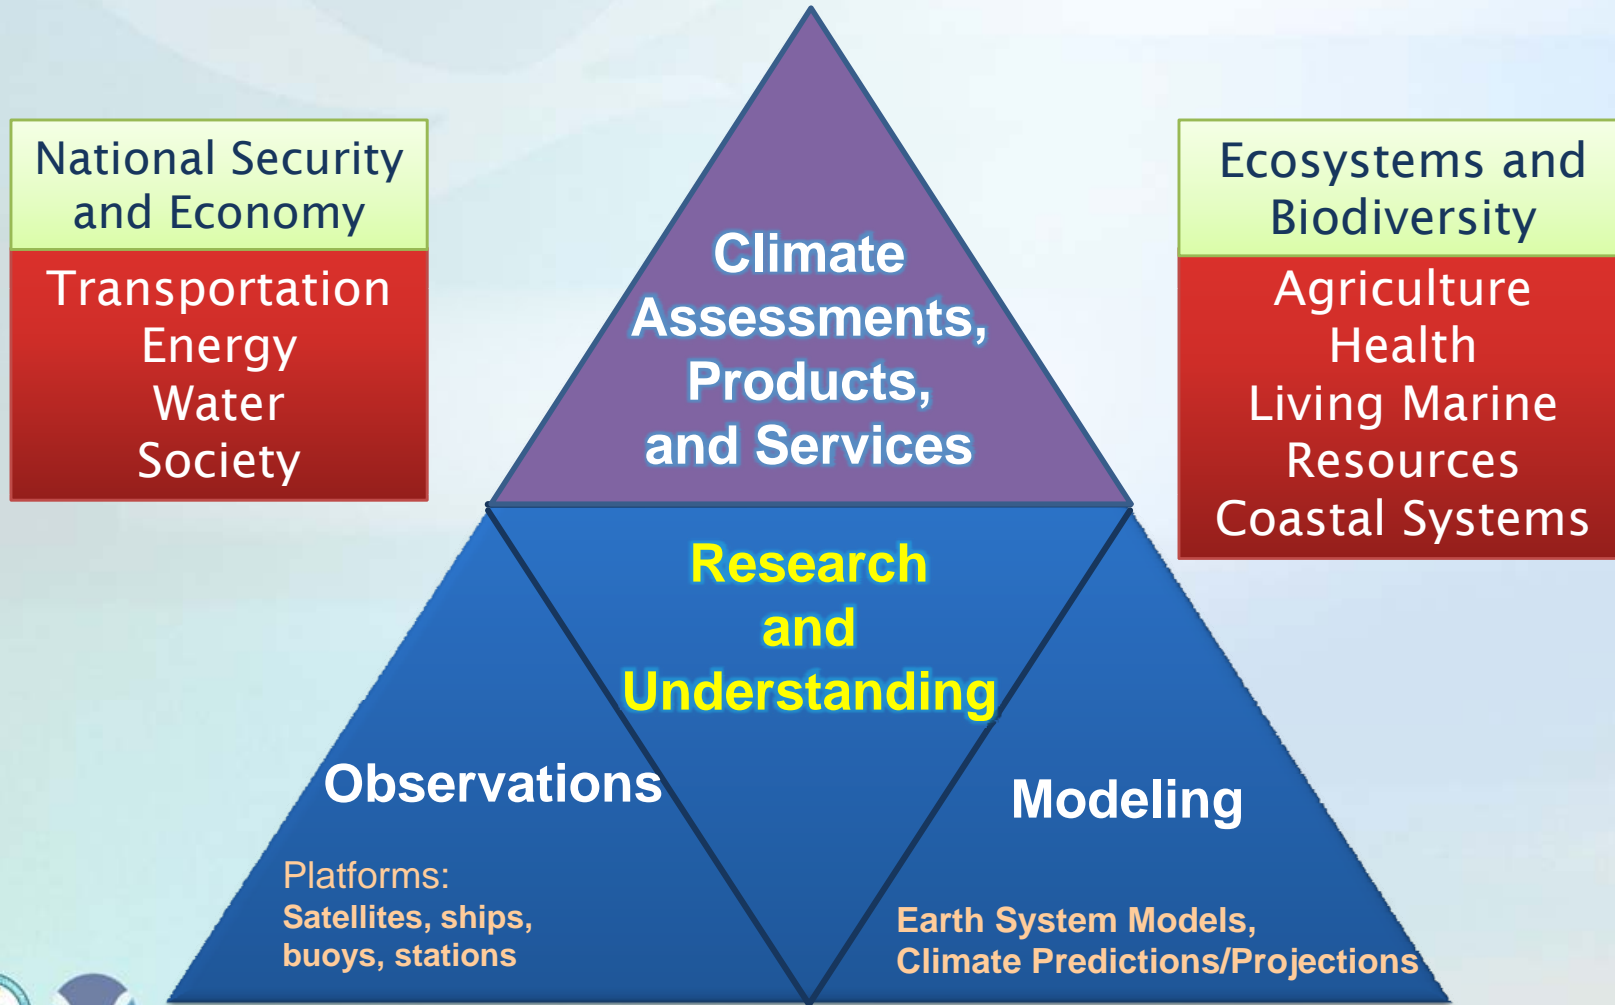 National Security
and Economy
Transportation
Energy
Water
Society
Climate
Assessments,
Products,
and Services
Ecosystems and
Biodiversity
Agriculture
Health
Living Marine
Resources
Coastal Systems
Research
and
Understanding
Observations
Platforms:
Satellites, ships,
buoys, stations
Modeling
Earth System Models,
Climate Predictions/Projections